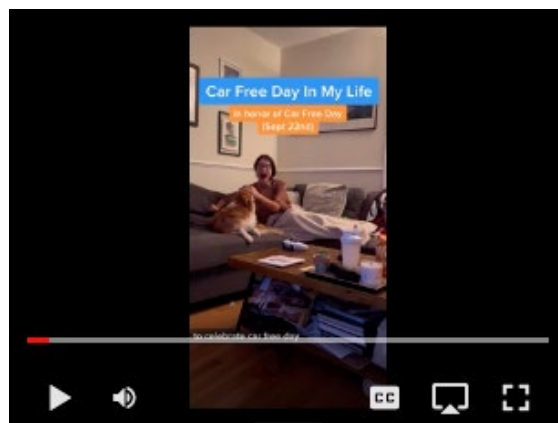 Car Free Day In My Life
in honor of Car Free Day
(Sept 22nd)
to celebrate car free day
CC